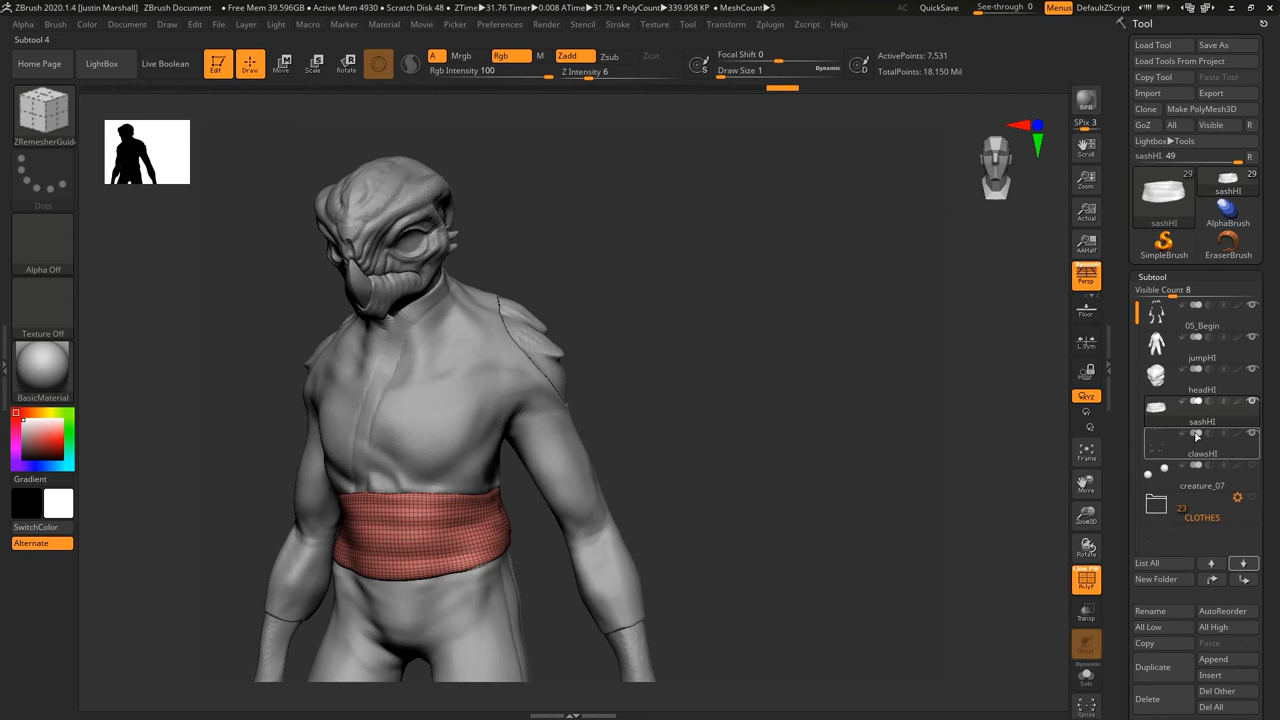 ZBrush 2020.1.4 [Justin Marshall] ZBrush Document • Free Mem 39.596GB • Active Mem 4930 • Scratch Disk 48 • ZTime▶31.76 Timer▶0.008 ATime▶31.76 • PolyCount▶339.958 KP • MeshCount▶5 AC QuickSave See-through 0 Menus DefaultZScript
Alpha Brush Color Document Draw Edit File Layer Light Macro Marker Material Movie Picker Preferences Render Stencil Stroke Texture Tool Transform Zplugin Zscript Help
Subtool 4
Home Page LightBox Live Boolean Edit Draw Move Scale Rotate
A Mrgb Rgb M Zadd Zsub Zcut
Rgb Intensity 100 Z Intensity 6
Focal Shift 0
Draw Size 1 Dynamic
S
D
ActivePoints: 7,531
TotalPoints: 18.150 Mil
ZRemesherGuid
Dots
Alpha Off
Texture Off
BasicMaterial
Gradient
SwitchColor
Alternate
BPR
SPix 3
Scroll
Zoom
Actual
AAHalf
Dynamic
Persp
Floor
L.Sym
XYZ
Frame
Move
Zoom3D
Rotate
Line Fill
PolyF
Transp
Ghost
Dynamic
Solo
Xpose
Tool
Load Tool Save As
Load Tools From Project
Copy Tool Paste Tool
Import Export
Clone Make PolyMesh3D
GoZ All Visible R
Lightbox▶Tools
sashHI. 49 R
29 29
sashHI
sashHI AlphaBrush
SimpleBrush EraserBrush
Subtool
Visible Count 8
05_Begin
jumpHI
headHI
sashHI
clawsHI
creature_07
23
CLOTHES
List All
New Folder
Rename AutoReorder
All Low All High
Copy Paste
Duplicate Append
Insert
Delete Del Other
Del All